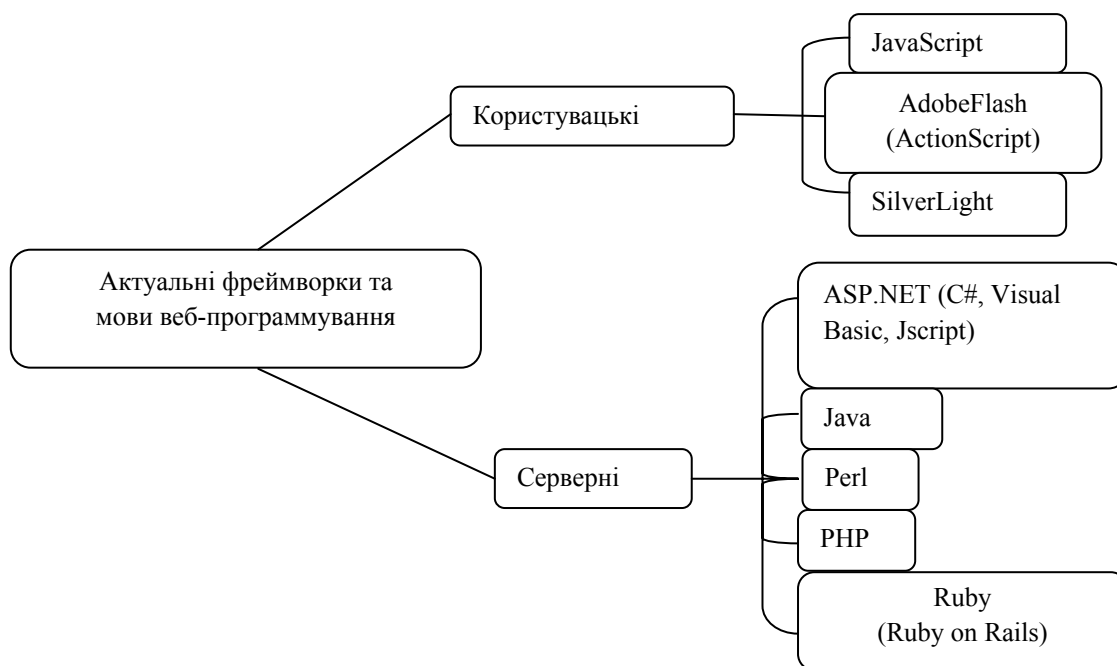 JavaScript
AdobeFlash
(ActionScript)
SilverLight
Користувацькі
Актуальні фреймворки та
мови веб-программування
ASP.NET (C#, Visual
Basic, Jscript)
Java
Perl
PHP
Ruby
(Ruby on Rails)
Серверні